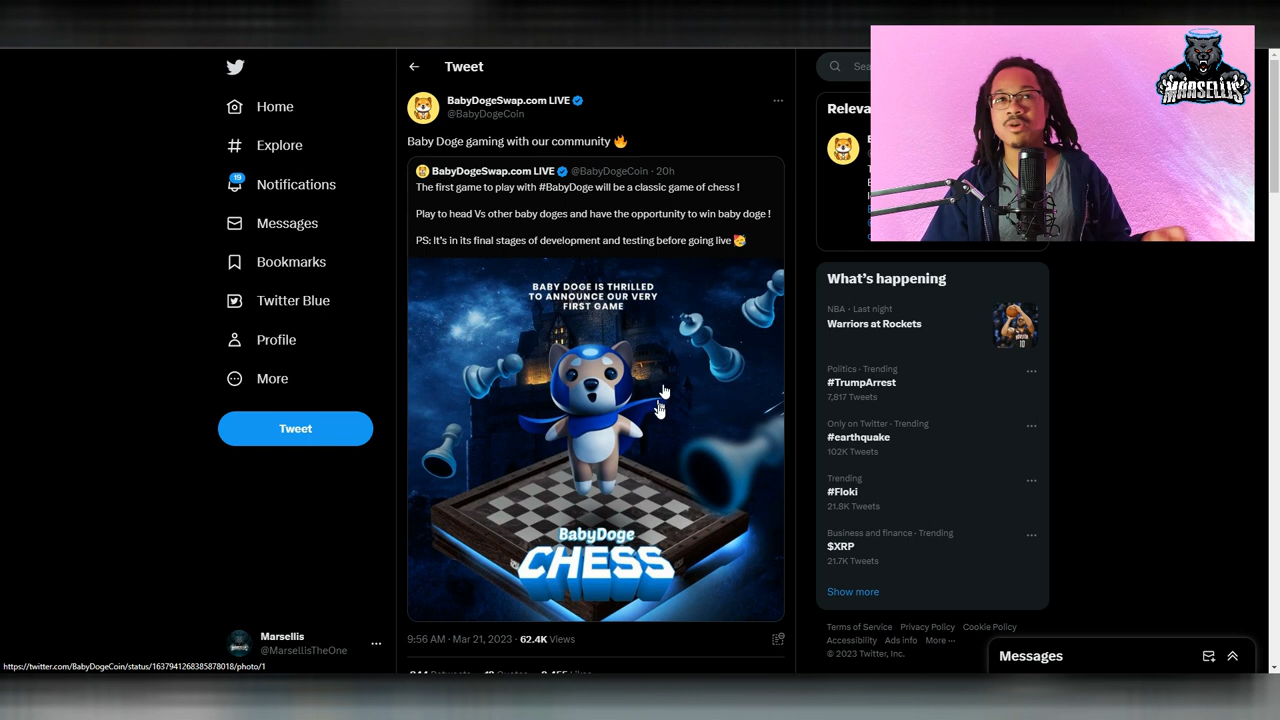 Home
Explore
19
Notifications
Messages
Bookmarks
Twitter Blue
Profile
More
Tweet
Marsellis
@MarsellisTheOne
https://twitter.com/BabyDogeCoin/status/1637941268385878018/photo/1
Tweet
BabyDogeSwap.com LIVE
@BabyDogeCoin
Baby Doge gaming with our community 🔥
BabyDogeSwap.com LIVE @BabyDogeCoin · 20h
The first game to play with #BabyDoge will be a classic game of chess !
Play to head Vs other baby doges and have the opportunity to win baby doge !
PS: It's in its final stages of development and testing before going live 🥳
BABY DOGE IS THRILLED
TO ANNOUNCE OUR VERY
FIRST GAME
BabyDoge
CHESS
9:56 AM · Mar 21, 2023 · 62.4K Views
MARSELLIS
What's happening
NBA · Last night
Warriors at Rockets
Politics · Trending
#TrumpArrest
7,817 Tweets
Only on Twitter · Trending
#earthquake
102K Tweets
Trending
#Floki
21.8K Tweets
Business and finance · Trending
$XRP
21.7K Tweets
Show more
Terms of Service Privacy Policy Cookie Policy
Accessibility Ads info More ···
© 2023 Twitter, Inc.
Messages